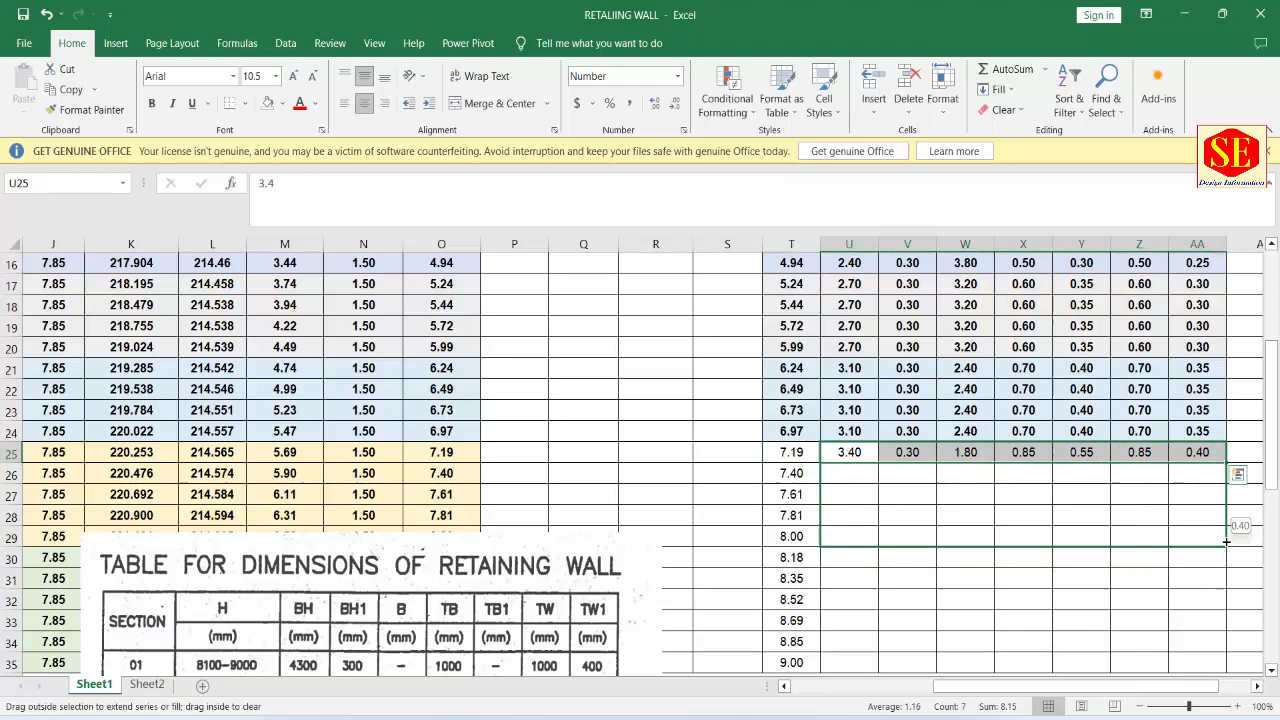 RETALIING WALL - Excel
Sign in
File Home Insert Page Layout Formulas Data Review View Help Power Pivot Tell me what you want to do
Paste
Cut
Copy
Format Painter
Clipboard
Arial 10.5
B I U
Font
Wrap Text
Merge & Center
Alignment
Number
$ % ,
Number
Conditional Formatting
Format as Table
Cell Styles
Styles
Insert Delete Format
Cells
AutoSum
Fill
Clear
Sort & Filter
Find & Select
Editing
Add-ins
Add-ins
GET GENUINE OFFICE Your license isn't genuine, and you may be a victim of software counterfeiting. Avoid interruption and keep your files safe with genuine Office today. Get genuine Office Learn more
SE
Design Information
U25 fx 3.4
J K L M N O P Q R S T U V W X Y Z AA
16 7.85 217.904 214.46 3.44 1.50 4.94 4.94 2.40 0.30 3.80 0.50 0.30 0.50 0.25
17 7.85 218.195 214.458 3.74 1.50 5.24 5.24 2.70 0.30 3.20 0.60 0.35 0.60 0.30
18 7.85 218.479 214.538 3.94 1.50 5.44 5.44 2.70 0.30 3.20 0.60 0.35 0.60 0.30
19 7.85 218.755 214.538 4.22 1.50 5.72 5.72 2.70 0.30 3.20 0.60 0.35 0.60 0.30
20 7.85 219.024 214.539 4.49 1.50 5.99 5.99 2.70 0.30 3.20 0.60 0.35 0.60 0.30
21 7.85 219.285 214.542 4.74 1.50 6.24 6.24 3.10 0.30 2.40 0.70 0.40 0.70 0.35
22 7.85 219.538 214.546 4.99 1.50 6.49 6.49 3.10 0.30 2.40 0.70 0.40 0.70 0.35
23 7.85 219.784 214.551 5.23 1.50 6.73 6.73 3.10 0.30 2.40 0.70 0.40 0.70 0.35
24 7.85 220.022 214.557 5.47 1.50 6.97 6.97 3.10 0.30 2.40 0.70 0.40 0.70 0.35
25 7.85 220.253 214.565 5.69 1.50 7.19 7.19 3.40 0.30 1.80 0.85 0.55 0.85 0.40
26 7.85 220.476 214.574 5.90 1.50 7.40 7.40
27 7.85 220.692 214.584 6.11 1.50 7.61 7.61
28 7.85 220.900 214.594 6.31 1.50 7.81 7.81
0.40
29 7.85 8.00
30 7.85 8.18
31 7.85 8.35
32 7.85 8.52
33 7.85 8.69
34 7.85 8.85
35 7.85 9.00
TABLE FOR DIMENSIONS OF RETAINING WALL
SECTION H BH BH1 B TB TB1 TW TW1
(mm) (mm) (mm) (mm) (mm) (mm) (mm) (mm)
01 8100-9000 4300 300 - 1000 - 1000 400
Sheet1 Sheet2
Drag outside selection to extend series or fill; drag inside to clear Average: 1.16 Count: 7 Sum: 8.15 100%